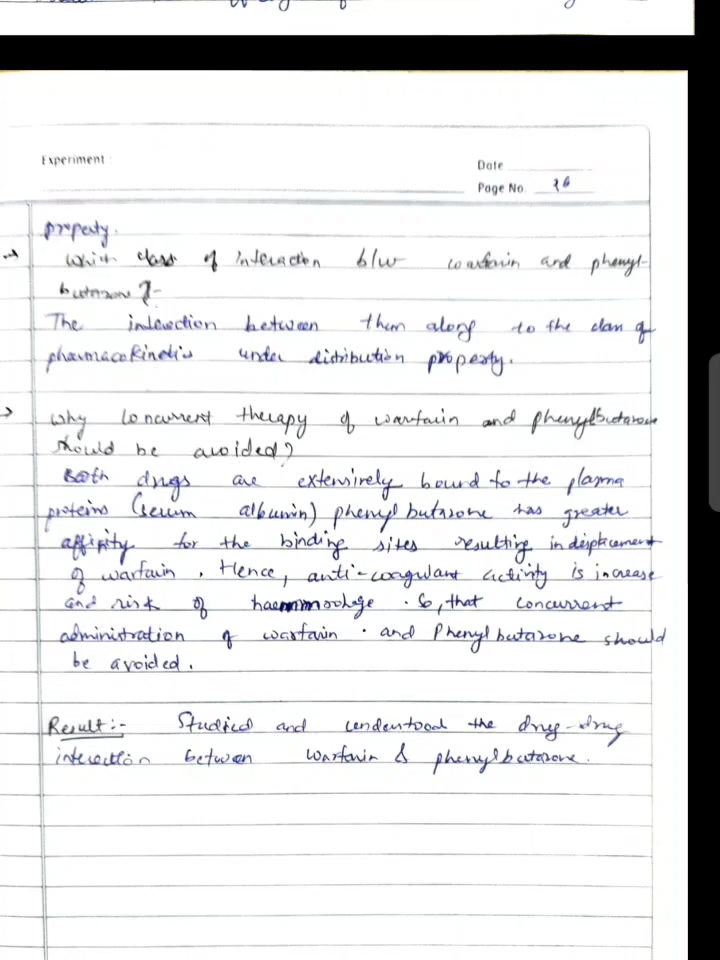 Experiment
Date
Page No. 26
property.
→ Which class of interaction b/w warfarin and phenyl-
butazone ?-
The interaction between them along to the class of
pharmacokinetis under distribution property.
→ Why concurrent therapy of warfarin and phenylbutazone
should be avoided?
Both drugs are extensively bound to the plasma
proteins (serum albumin) phenylbutazone has greater
affinity for the binding sites resulting in displacement
of warfain. Hence, anti-coagulant activity is increase
and risk of . So, that concurrent
administration of warfarin . and Phenylbutazone should
be avoided.
Result:- Studied and understood the drug-drug
interaction between warfarin & phenylbutazone.